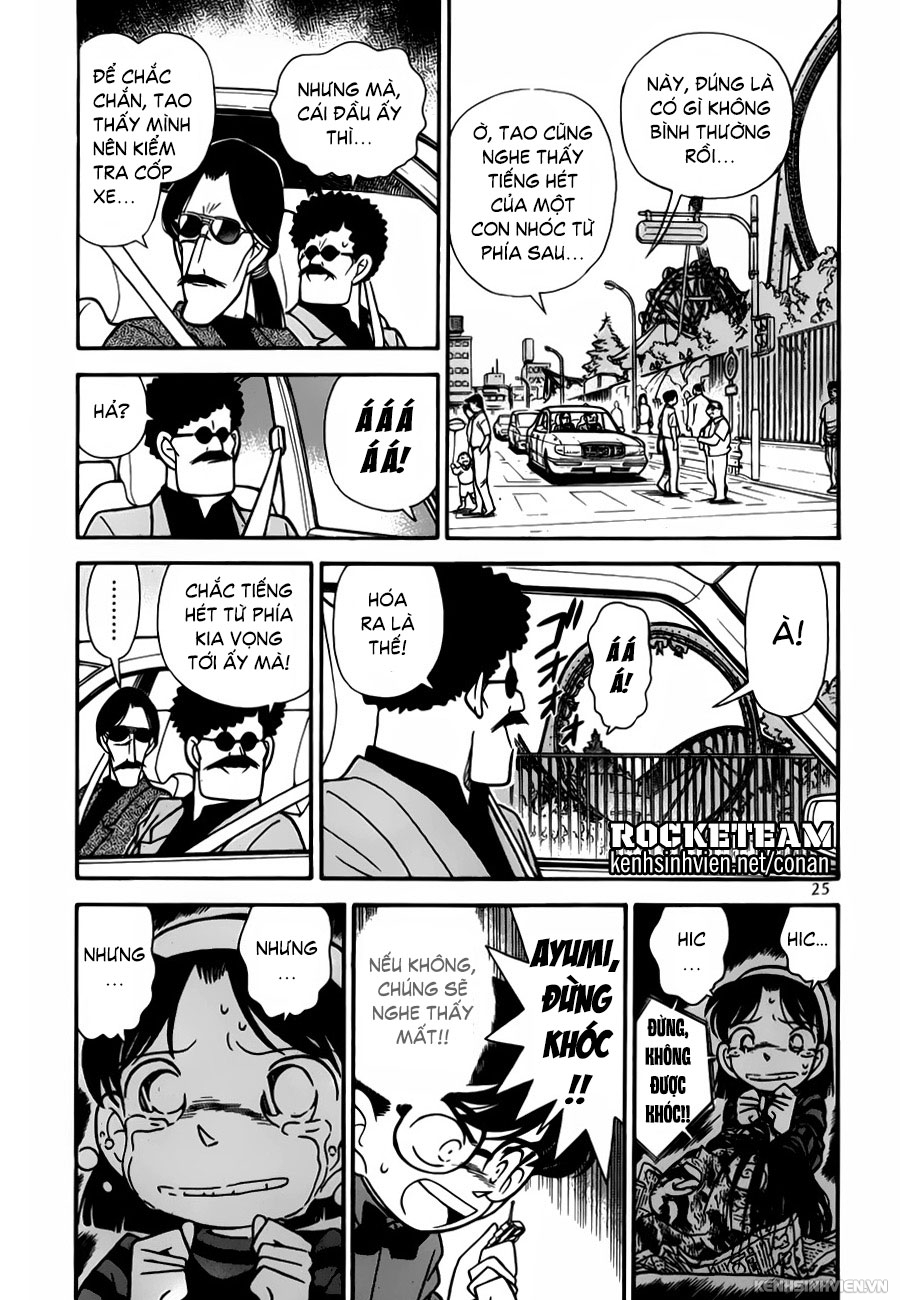 NÀY, ĐÚNG LÀ
CÓ GÌ KHÔNG
BÌNH THƯỜNG
RỒI...
Ờ, TAO CŨNG
NGHE THẤY
TIẾNG HÉT
CỦA MỘT
CON NHÓC TỪ
PHÍA SAU...
NHƯNG MÀ,
CÁI ĐẦU ẤY
THÌ...
ĐỂ CHẮC
CHẮN, TAO
THẤY MÌNH
NÊN KIỂM
TRA CỐP
XE...
ÁÁÁ
ÁÁ!
HẢ?
À!
ÁÁ
Á!
HÓA
RA LÀ
THẾ!
CHẮC TIẾNG
HÉT TỪ PHÍA
KIA VỌNG
TỚI ẤY MÀ!
........
ROCKETEAM
kenhsinhvien.net/conan
25
HIC...
HIC
...
ĐỪNG,
KHÔNG
ĐƯỢC
KHÓC!!
AYUMI,
ĐỪNG
KHÓC
!!
NẾU KHÔNG,
CHÚNG SẼ
NGHE THẤY
MẤT!!
NHƯNG
...
NHƯNG
...
KENHSINHVIEN.VN